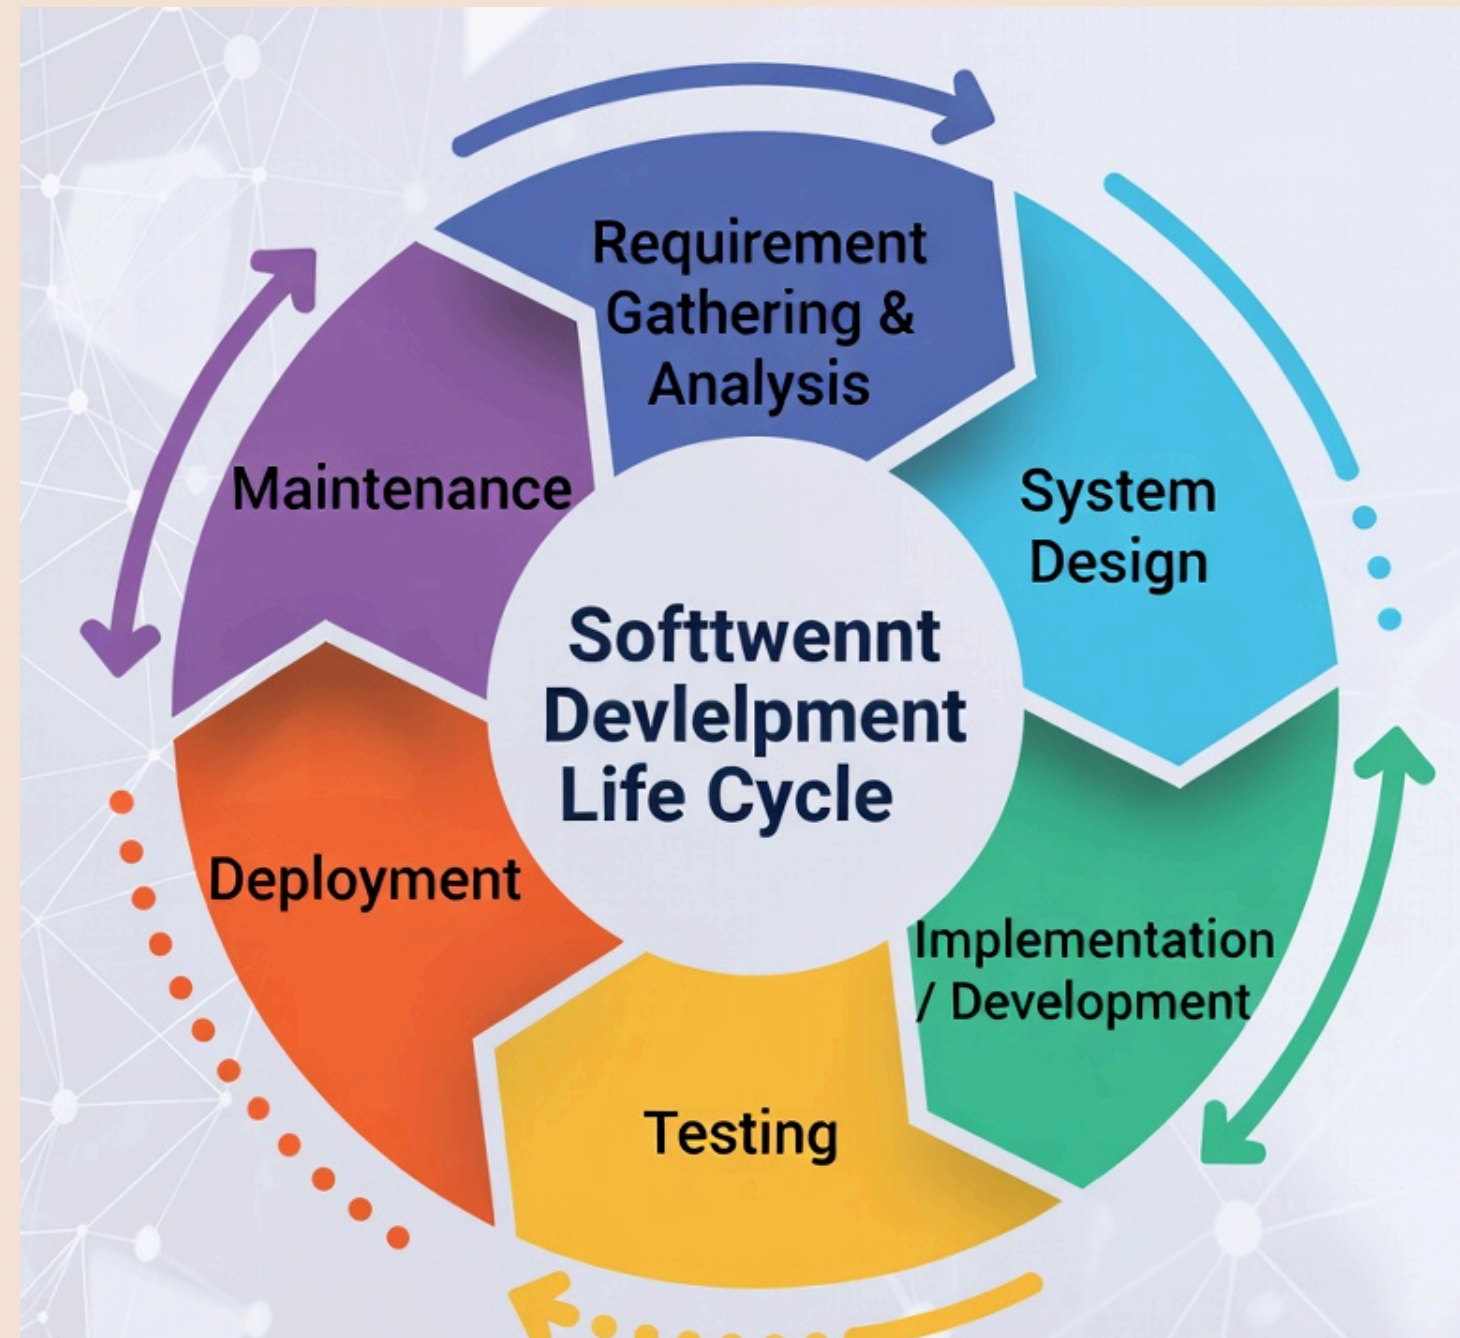 Requirement
Gathering &
Analysis
System
Design
Implementation
/ Development
Testing
Deployment
Maintenance
Softtwennt
Devlelpment
Life Cycle